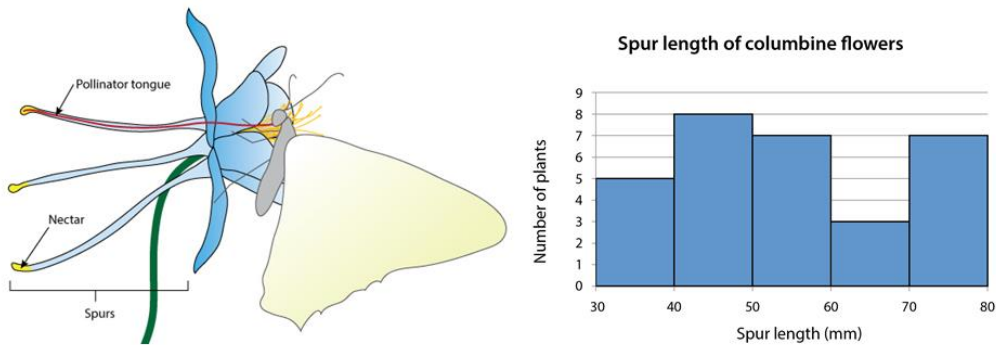 Pollinator tongue
Nectar
Spurs
Spur length of columbine flowers
Number of plants
9
8
7
6
5
4
3
2
1
0
30 40 50 60 70 80
Spur length (mm)